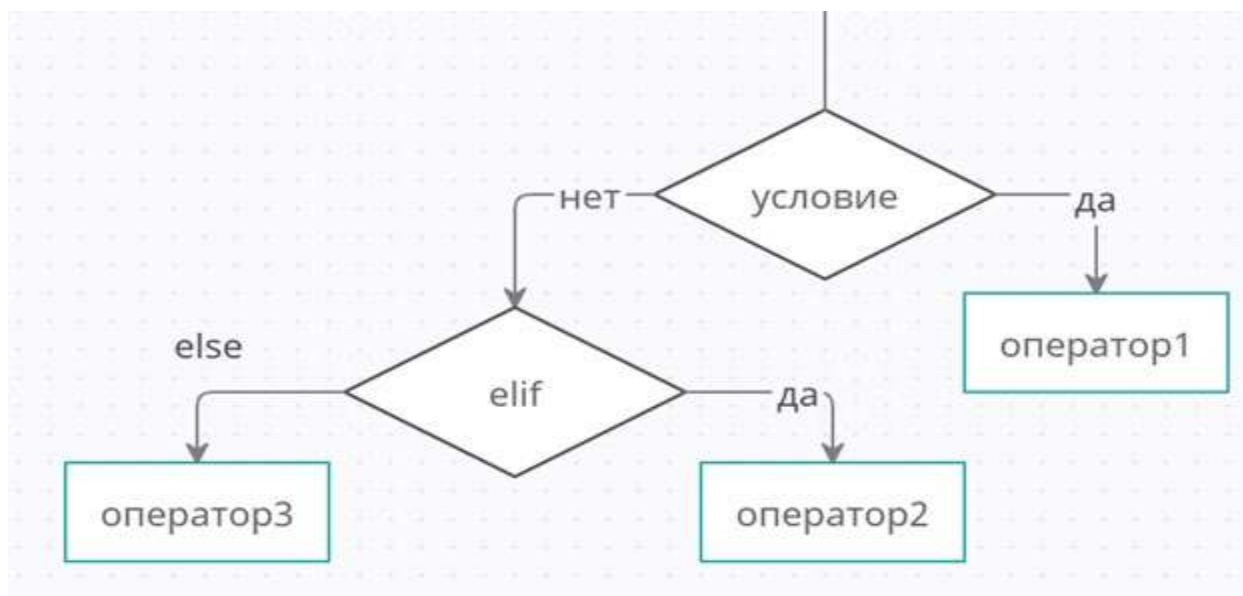 условие
нет
да
оператор1
else
elif
да
оператор3
оператор2